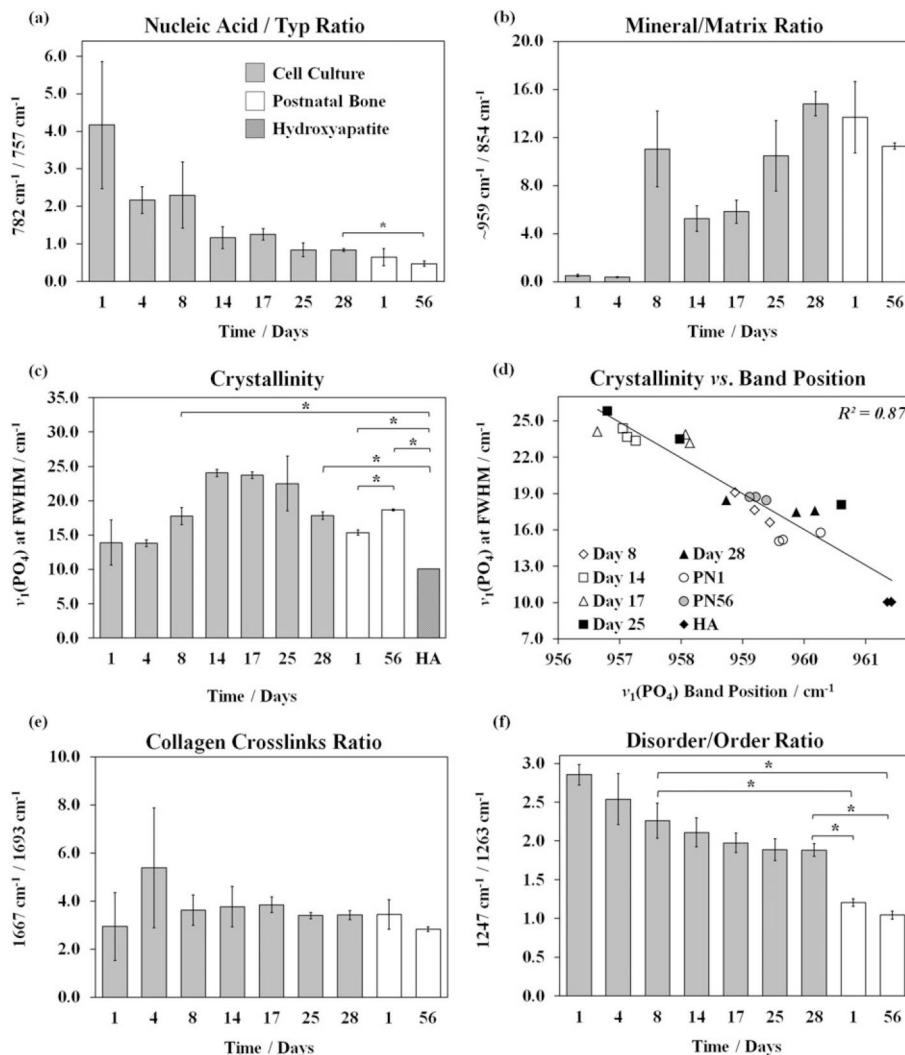 (a)
Nucleic Acid / Typ Ratio
782 cm⁻¹ / 757 cm⁻¹
6.0
5.0
4.0
3.0
2.0
1.0
0.0
Cell Culture
Postnatal Bone
Hydroxyapatite
*
1 4 8 14 17 25 28 1 56
Time / Days
(b)
Mineral/Matrix Ratio
~959 cm⁻¹ / 854 cm⁻¹
20.0
16.0
12.0
8.0
4.0
0.0
1 4 8 14 17 25 28 1 56
Time / Days
(c)
Crystallinity
ν₁(PO₄) at FWHM / cm⁻¹
35.0
30.0
25.0
20.0
15.0
10.0
5.0
0.0
*
*
*
*
*
1 4 8 14 17 25 28 1 56 HA
Time / Days
(d)
Crystallinity vs. Band Position
R² = 0.87
ν₁(PO₄) at FWHM / cm⁻¹
28.0
25.0
22.0
19.0
16.0
13.0
10.0
7.0
Day 8
Day 14
Day 17
Day 25
Day 28
PN1
PN56
HA
956 957 958 959 960 961
ν₁(PO₄) Band Position / cm⁻¹
(e)
Collagen Crosslinks Ratio
1667 cm⁻¹ / 1693 cm⁻¹
10.0
8.0
6.0
4.0
2.0
0.0
1 4 8 14 17 25 28 1 56
Time / Days
(f)
Disorder/Order Ratio
1247 cm⁻¹ / 1263 cm⁻¹
3.0
2.5
2.0
1.5
1.0
0.5
0.0
*
*
*
*
1 4 8 14 17 25 28 1 56
Time / Days